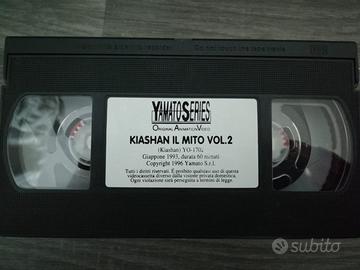 YAMATO SERIES
ORIGINAL ANIMATION VIDEO
KIASHAN IL MITO VOL.2
(Kiashan) YO-170
Giappone 1993, durata 60 minuti
Copyright 1996 Yamato S.r.l.
Tutti i diritti riservati. È proibito qualsiasi uso di questa
videocassetta diverso dalla visione privata domestica.
Ogni violazione sarà perseguita a termini di legge.
subito